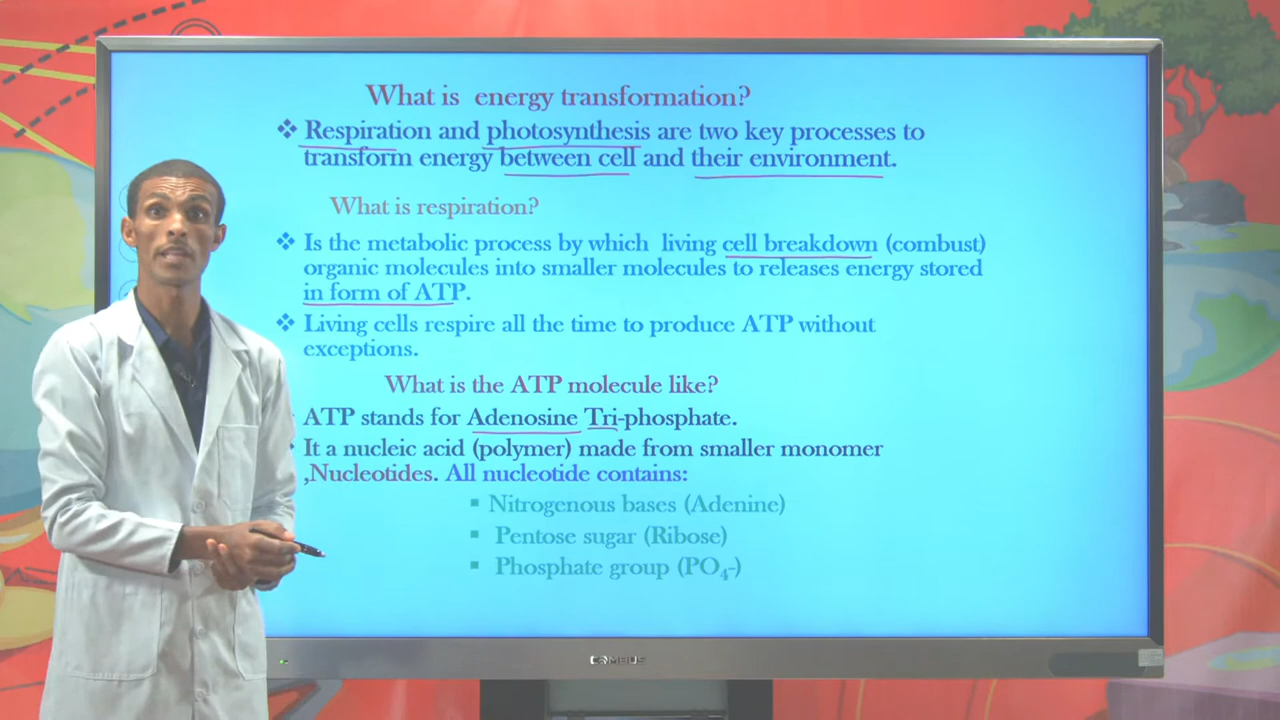 What is energy transformation?
❖ Respiration and photosynthesis are two key processes to
transform energy between cell and their environment.
What is respiration?
❖ Is the metabolic process by which living cell breakdown (combust)
organic molecules into smaller molecules to releases energy stored
in form of ATP.
❖ Living cells respire all the time to produce ATP without
exceptions.
What is the ATP molecule like?
ATP stands for Adenosine Tri-phosphate.
It a nucleic acid (polymer) made from smaller monomer
,Nucleotides. All nucleotide contains:
▪ Nitrogenous bases (Adenine)
▪ Pentose sugar (Ribose)
▪ Phosphate group (PO₄-)